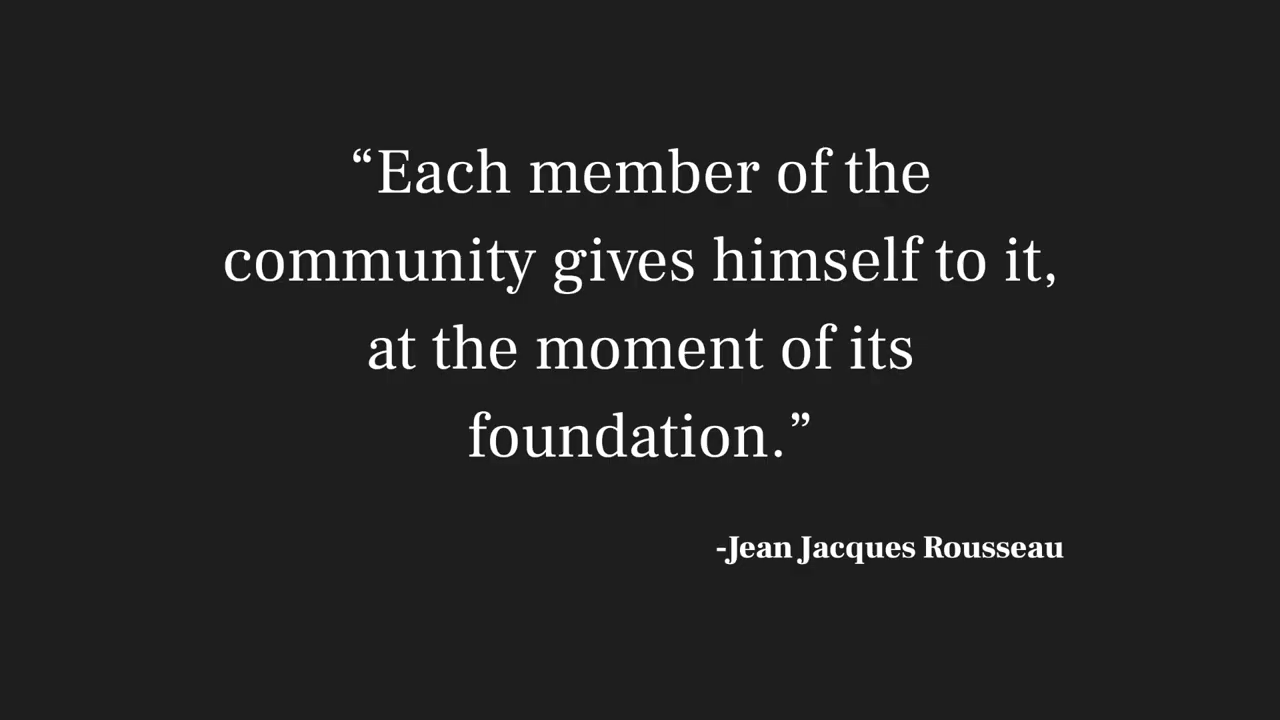 “Each member of the
community gives himself to it,
at the moment of its
foundation.”
-Jean Jacques Rousseau